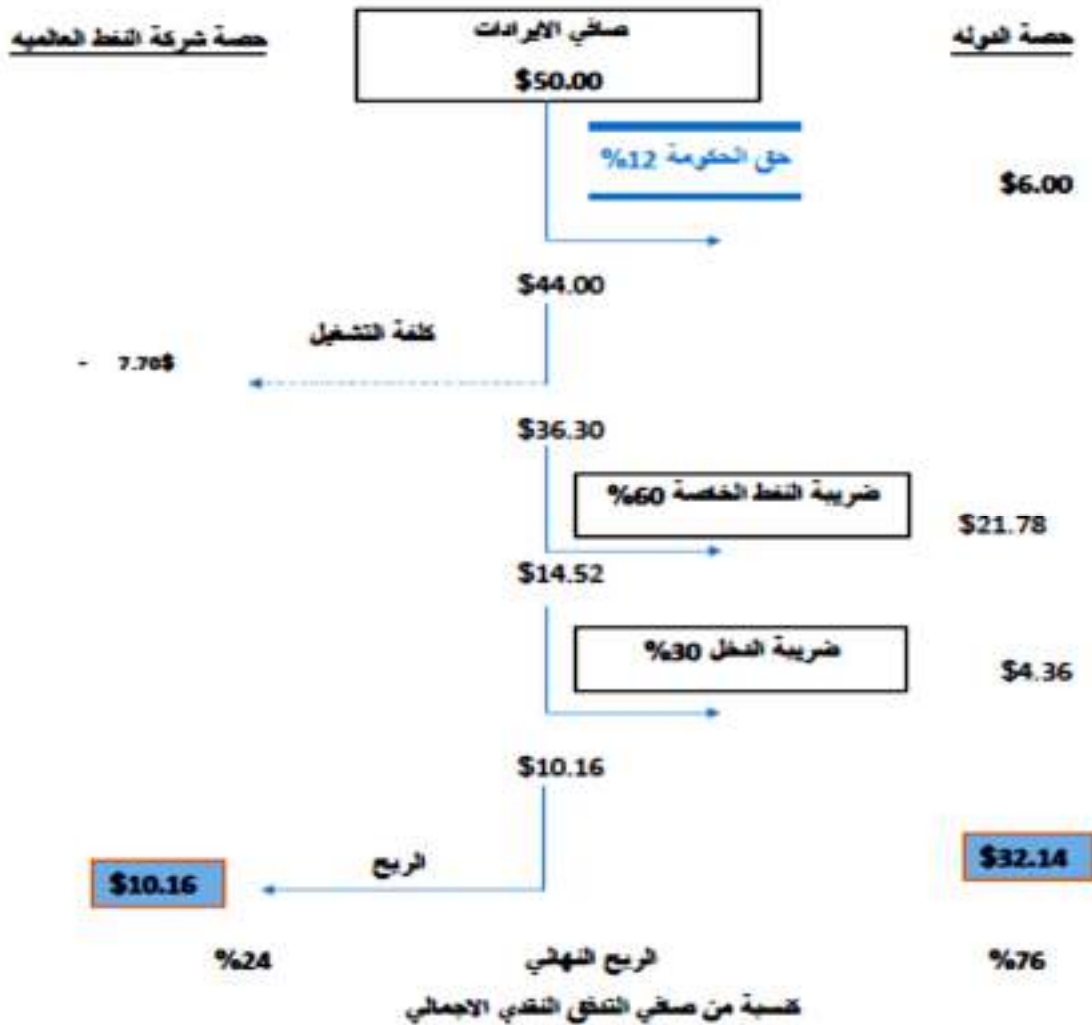 حصة الدوله
صافي الايرادات
حصة شركة النفط العالميه
$50.00
حق الحكومة 12%
$6.00
$44.00
كلفة التشغيل
- 7.70$
$36.30
ضريبة النفط الخاصة 60%
$21.78
$14.52
ضريبة الدخل 30%
$4.36
$10.16
$32.14
الربح
$10.16
%76
الربح النهائي
%24
كنسبة من صافي التدفق النقدي الاجمالي